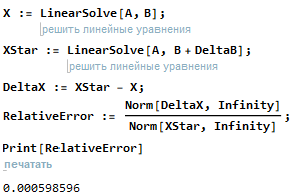 X := LinearSolve[A, B];
решить линейные уравнения
XStar := LinearSolve[A, B + DeltaB];
решить линейные уравнения
DeltaX := XStar - X;
RelativeError := Norm[DeltaX, Infinity] / Norm[XStar, Infinity];
Print[RelativeError]
печатать
0.000598596